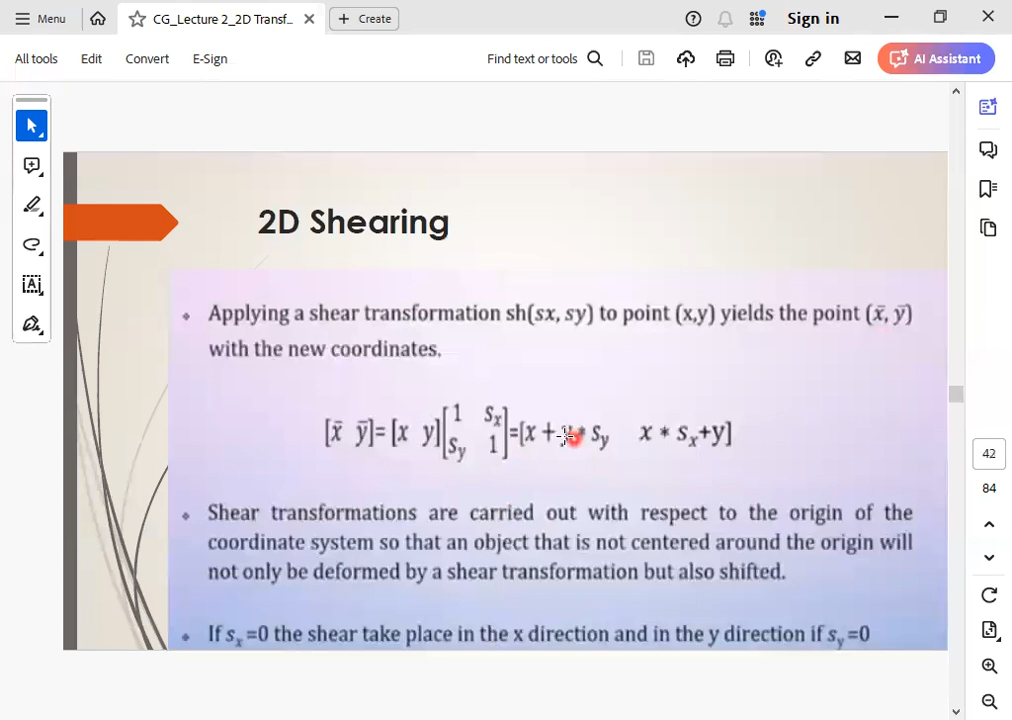 Menu
CG_Lecture 2_2D Transf...
Create
Sign in
All tools
Edit
Convert
E-Sign
Find text or tools
AI Assistant
2D Shearing
Applying a shear transformation sh(sx, sy) to point (x,y) yields the point (x̄, ȳ)
with the new coordinates.
[x̄ ȳ]=[x y][1 sₓ; s_y 1]=[x + * s_y x * sₓ+y]
Shear transformations are carried out with respect to the origin of the
coordinate system so that an object that is not centered around the origin will
not only be deformed by a shear transformation but also shifted.
If sₓ=0 the shear take place in the x direction and in the y direction if s_y=0
42
84